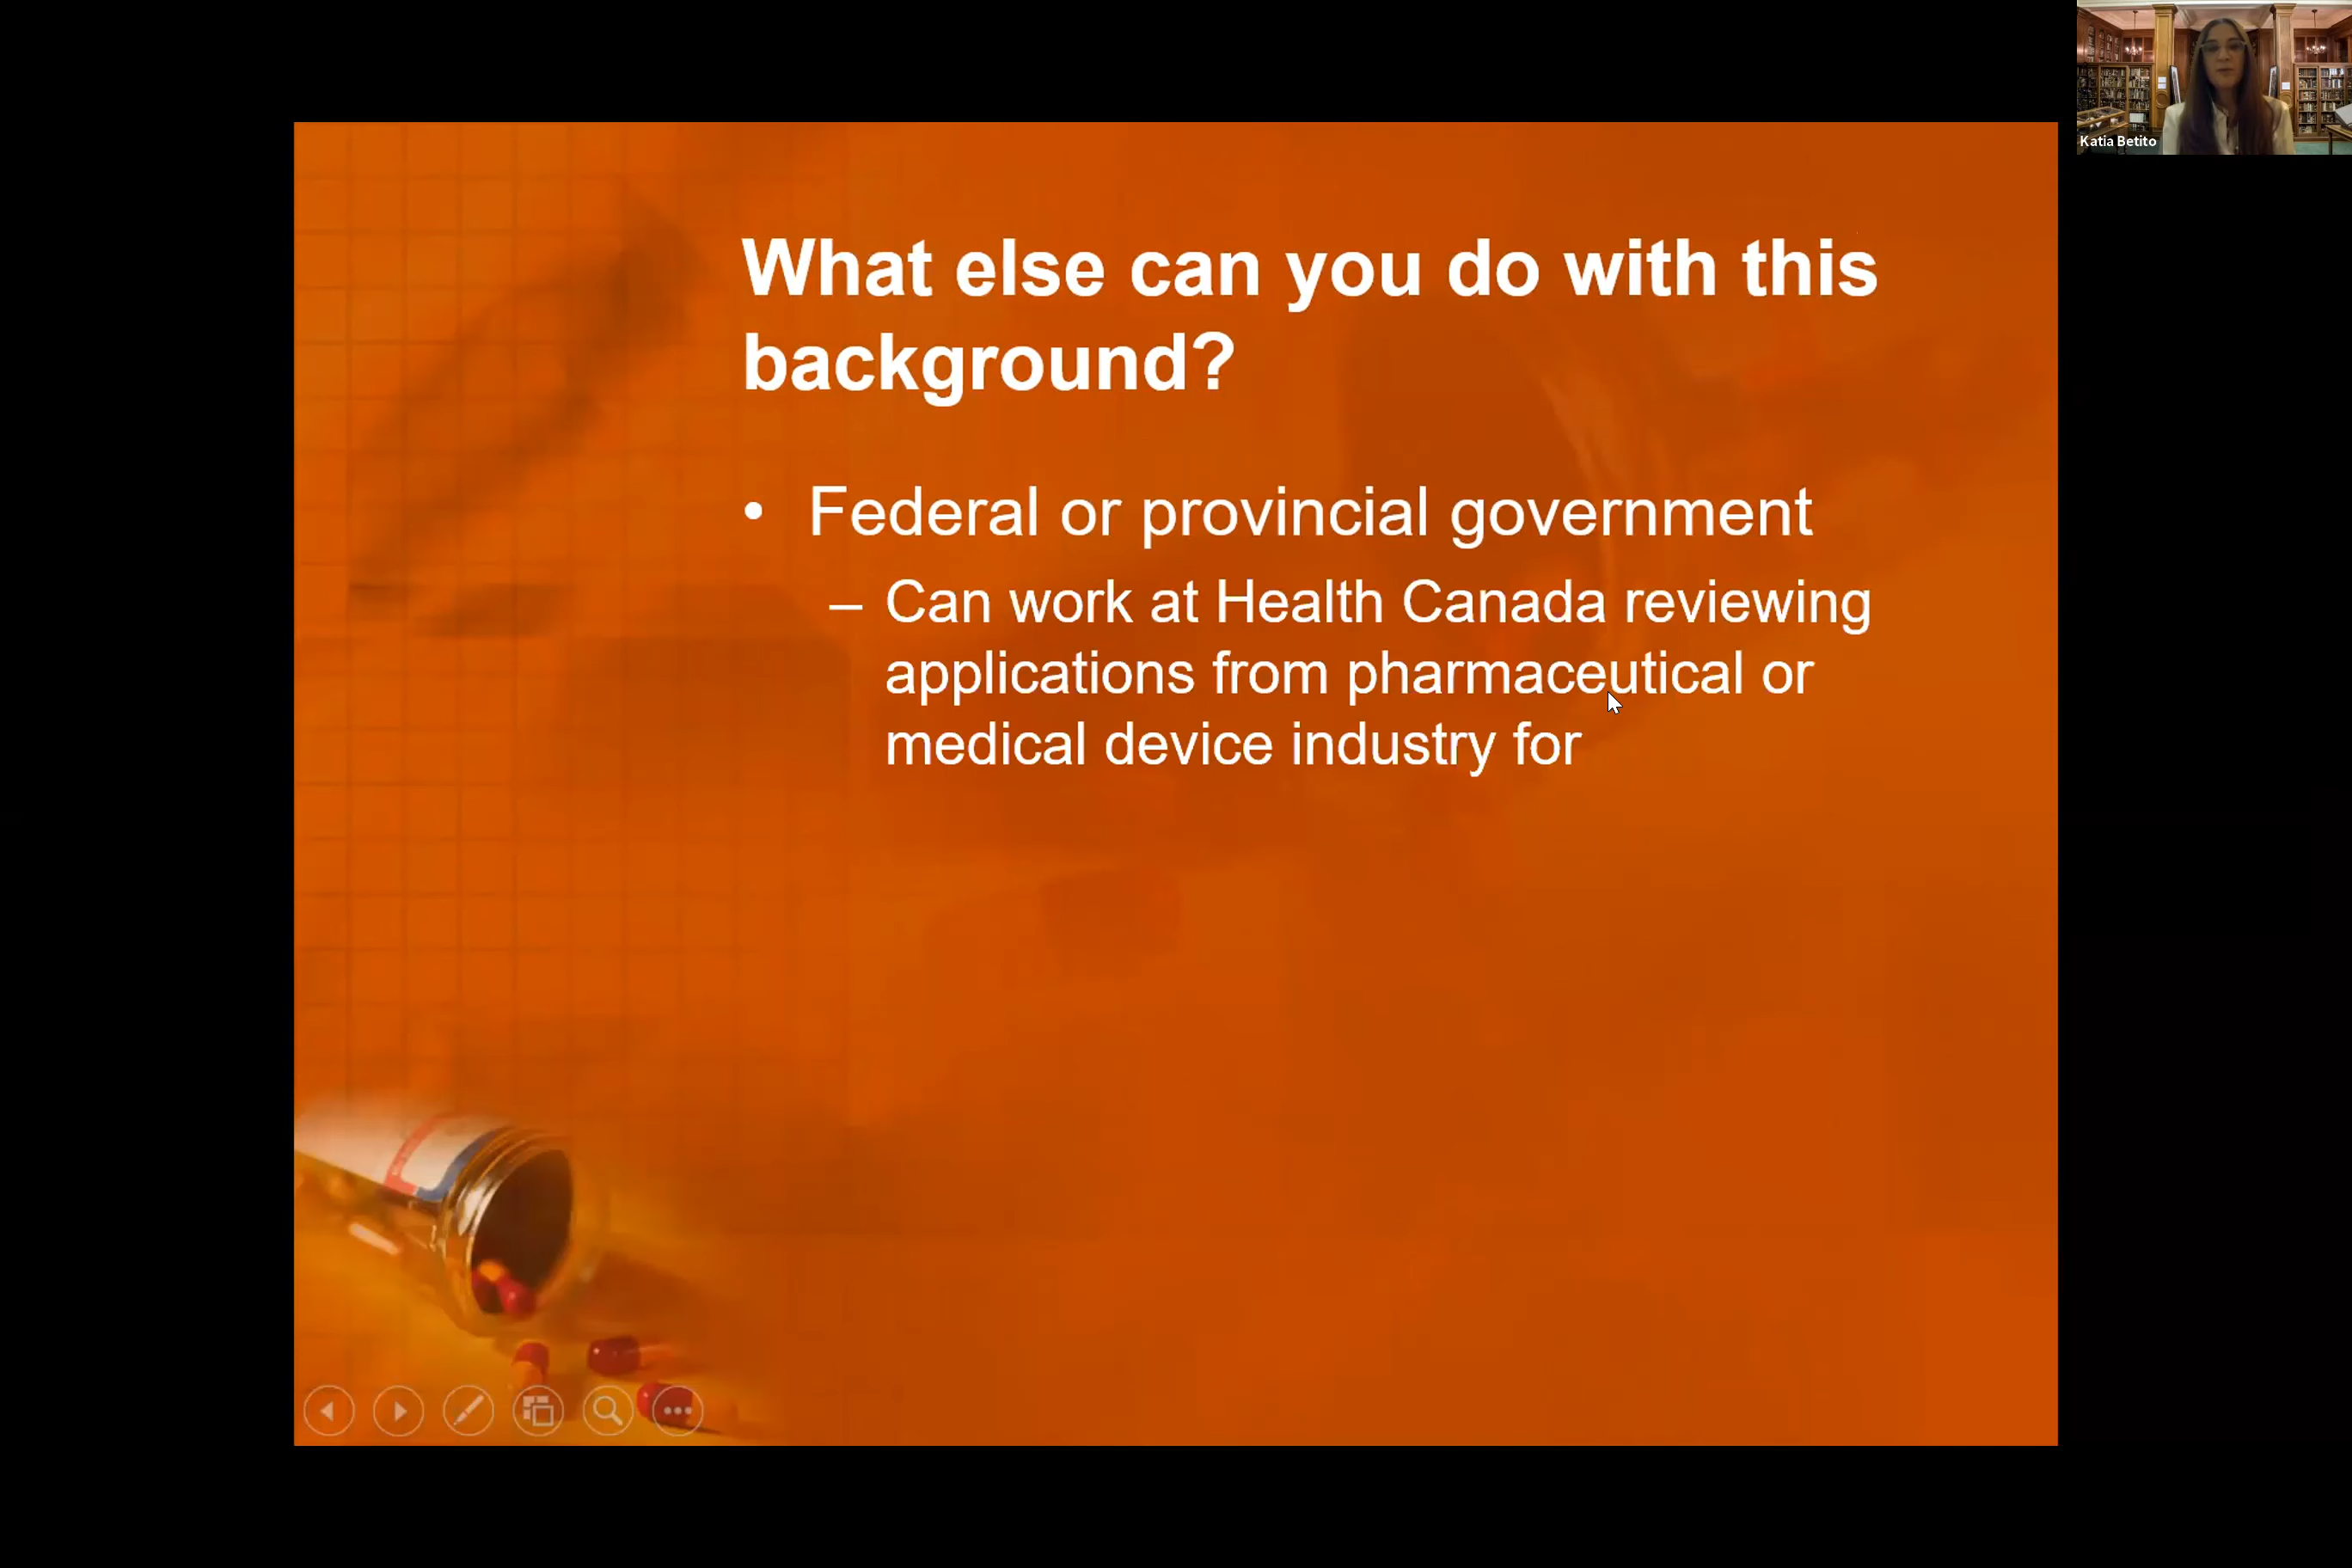 Katia Betito
What else can you do with this
background?
• Federal or provincial government
– Can work at Health Canada reviewing
applications from pharmaceutical or
medical device industry for